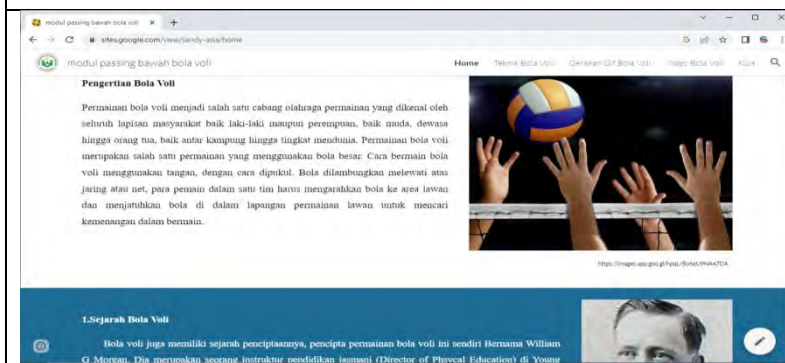 modul passing bawah bola voli
sites.google.com/view/sandy-asia/home
modul passing bawah bola voli
Home Teknik Bola Voli Gerakan Gif Bola Voli Bola Voli Kuis
Pengertian Bola Voli
Permainan bola voli menjadi salah satu cabang olahraga permainan yang dikenal oleh
seluruh lapisan masyarakat baik laki-laki maupun perempuan, baik muda, dewasa
hingga orang tua, baik antar kampung hingga tingkat mendunia. Permainan bola voli
merupakan salah satu permainan yang menggunakan bola besar. Cara bermain bola
voli menggunakan tangan, dengan cara dipukul. Bola dilambungkan melewati atas
jaring atau net, para pemain dalam satu tim harus mengarahkan bola ke area lawan
dan menjatuhkan bola di dalam lapangan permainan lawan untuk mencari
kemenangan dalam bermain.
1.Sejarah Bola Voli
Bola voli juga memiliki sejarah penciptaannya, pencipta permainan bola voli ini sendiri Bernama William
G Morgan. Dia merupakan seorang instruktur pendidikan jasmani (Director of Phsycal Education) di Young